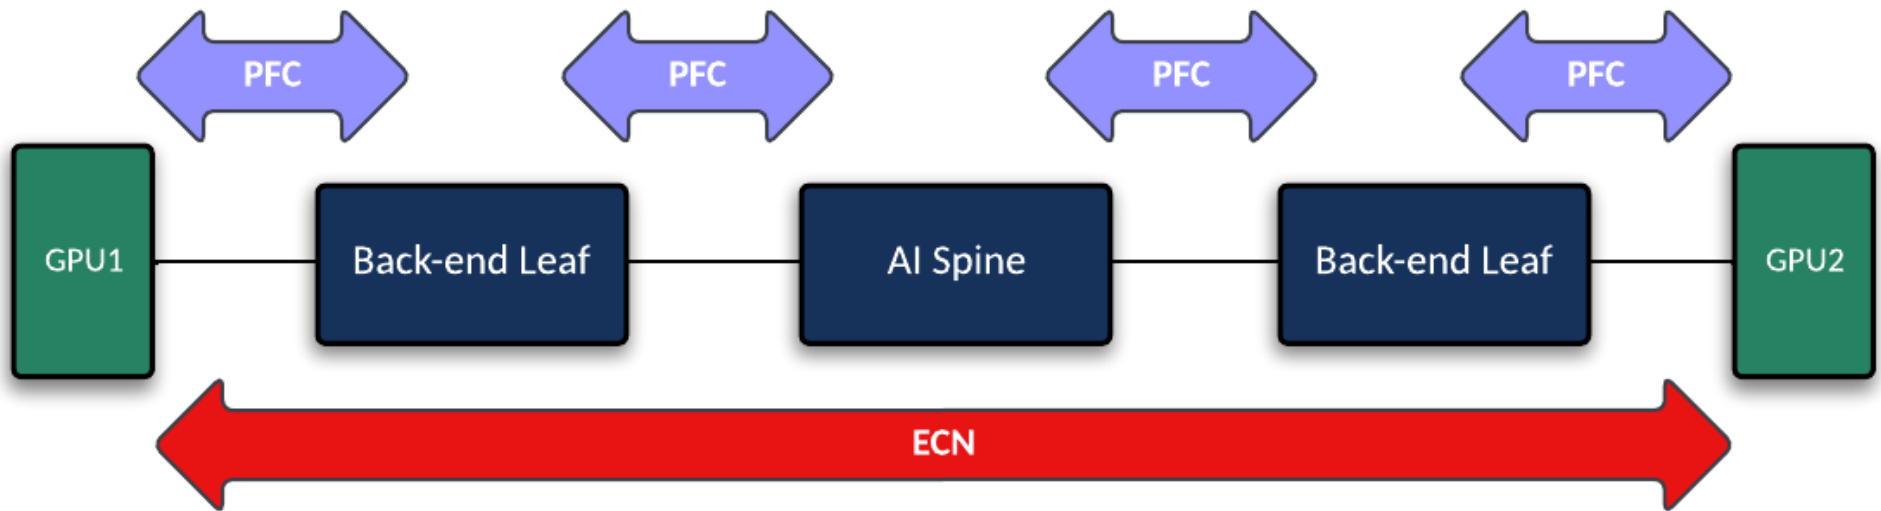 PFC
PFC
PFC
PFC
GPU1
Back-end Leaf
AI Spine
Back-end Leaf
GPU2
ECN